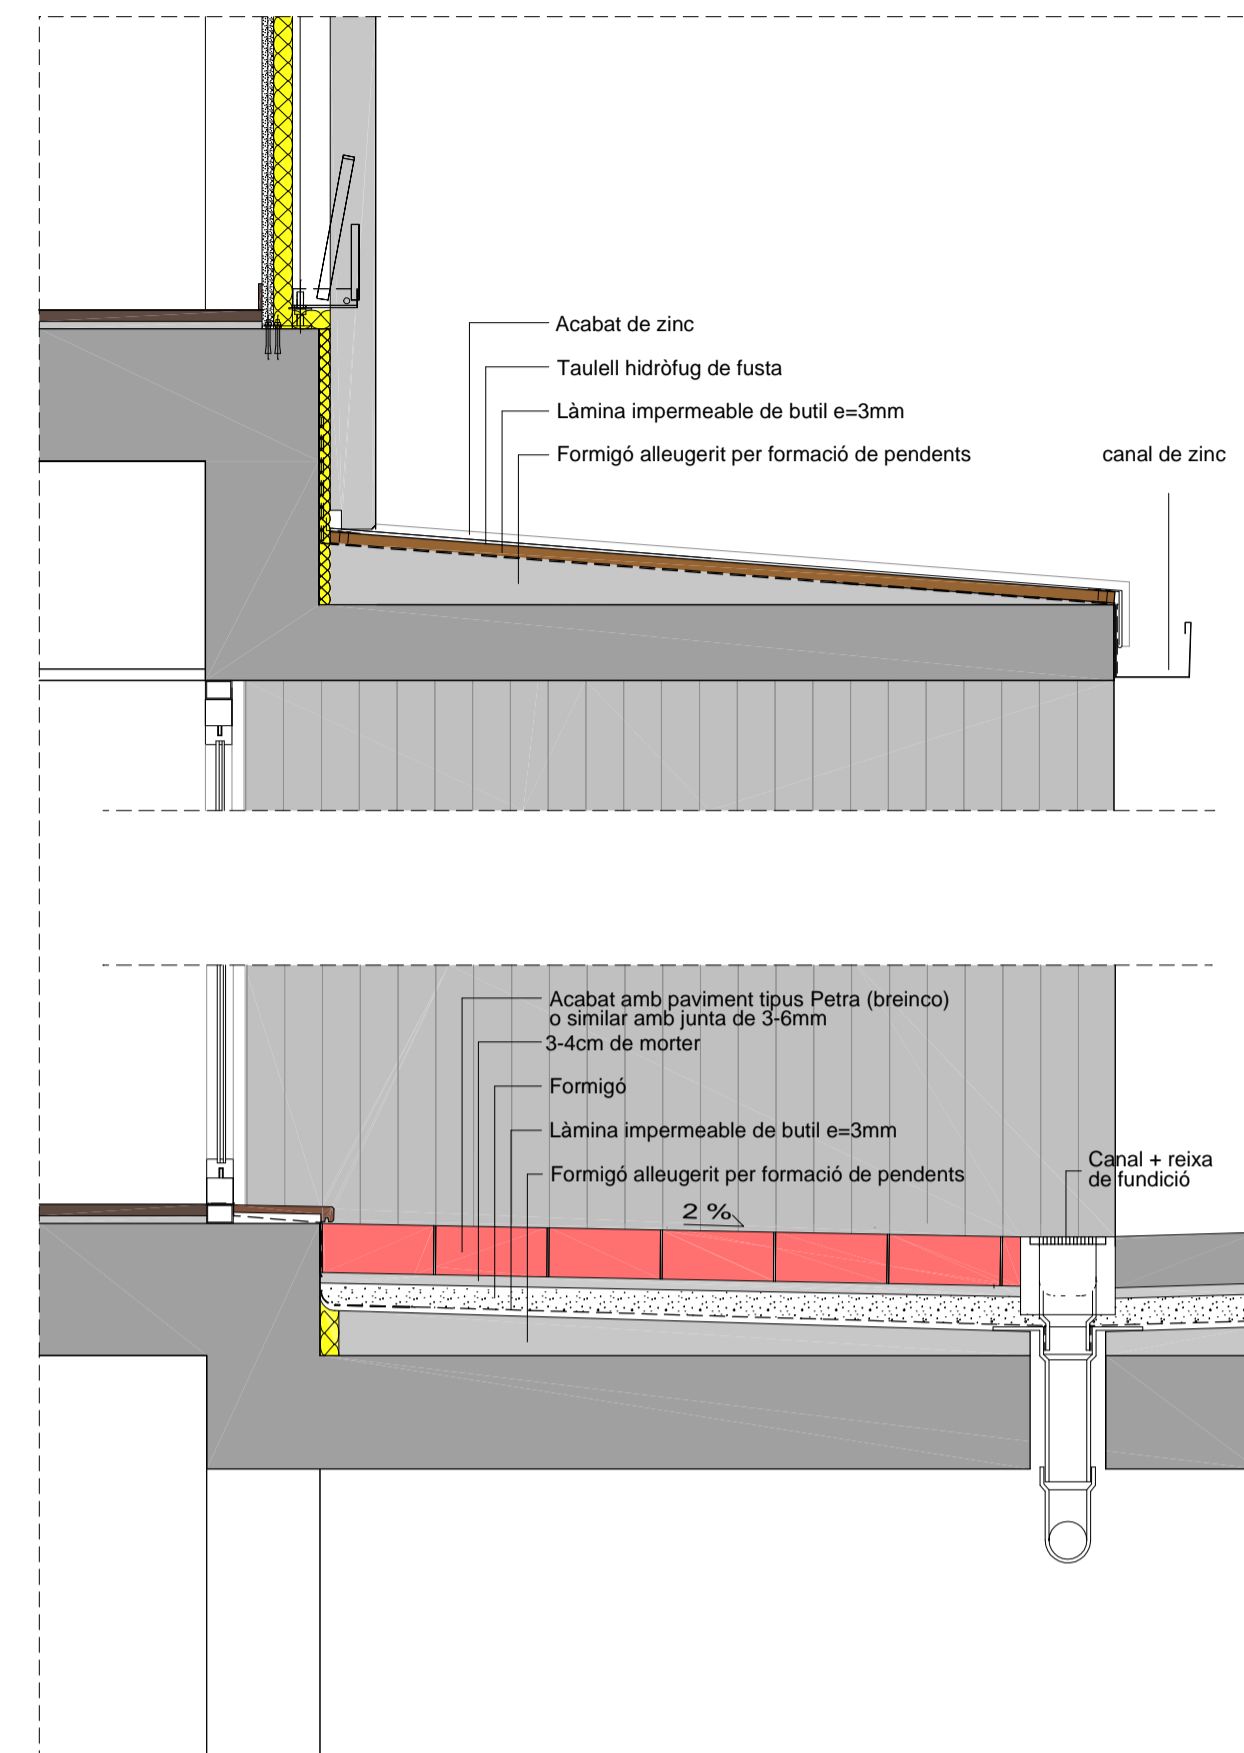 Acabat de zinc
Taulell hidròfug de fusta
Làmina impermeable de butil e=3mm
Formigó alleugerit per formació de pendents
canal de zinc
Acabat amb paviment tipus Petra (breinco)
o similar amb junta de 3-6mm
3-4cm de morter
Formigó
Làmina impermeable de butil e=3mm
Formigó alleugerit per formació de pendents
Canal + reixa
de fundició
2 %